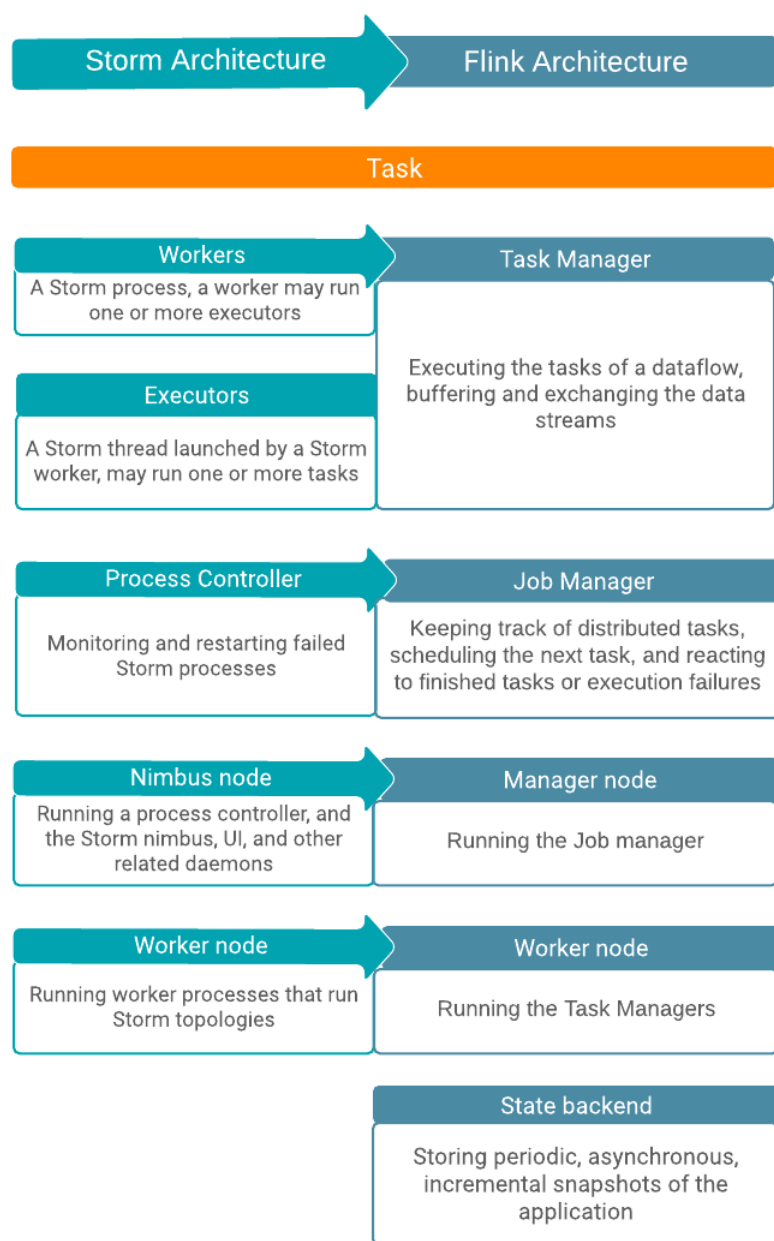 Storm Architecture
Flink Architecture
Task
Workers
A Storm process, a worker may run
one or more executors
Task Manager
Executing the tasks of a dataflow,
buffering and exchanging the data
streams
Executors
A Storm thread launched by a Storm
worker, may run one or more tasks
Process Controller
Monitoring and restarting failed
Storm processes
Job Manager
Keeping track of distributed tasks,
scheduling the next task, and reacting
to finished tasks or execution failures
Nimbus node
Running a process controller, and
the Storm nimbus, UI, and other
related daemons
Manager node
Running the Job manager
Worker node
Running worker processes that run
Storm topologies
Worker node
Running the Task Managers
State backend
Storing periodic, asynchronous,
incremental snapshots of the
application